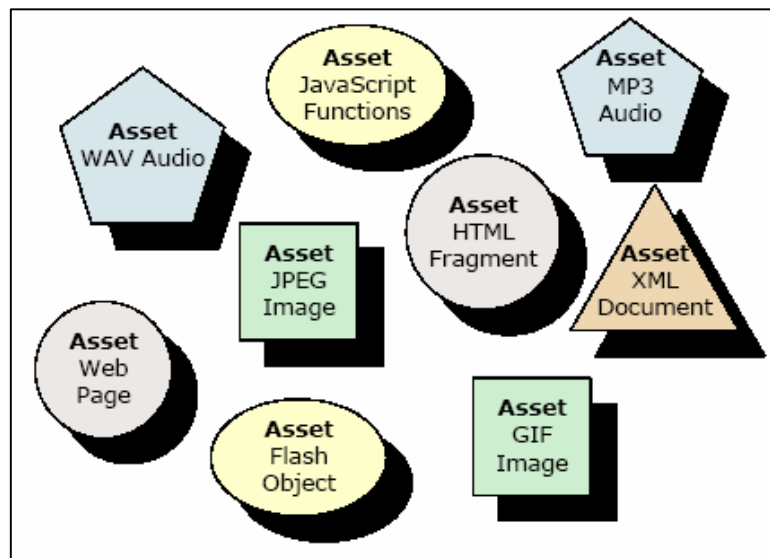 Asset
JavaScript
Functions
Asset
MP3
Audio
Asset
WAV Audio
Asset
HTML
Fragment
Asset
JPEG
Image
Asset
XML
Document
Asset
Web
Page
Asset
Flash
Object
Asset
GIF
Image